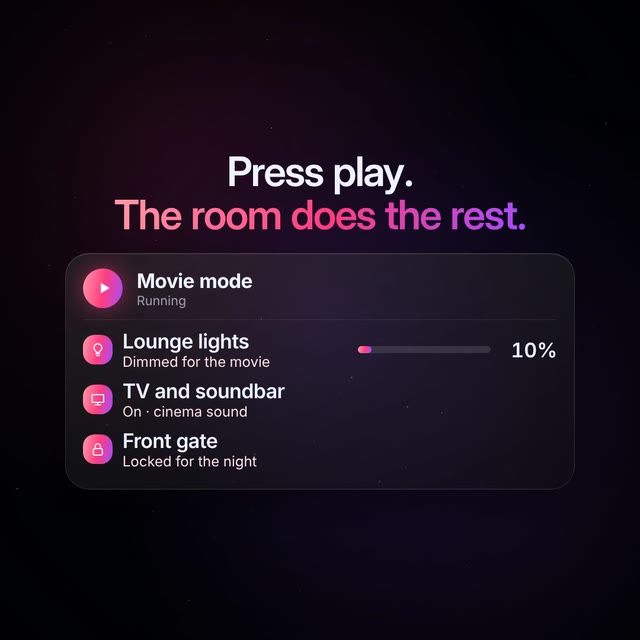 Press play.
The room does the rest.
Movie mode
Running
Lounge lights
Dimmed for the movie
10%
TV and soundbar
On · cinema sound
Front gate
Locked for the night